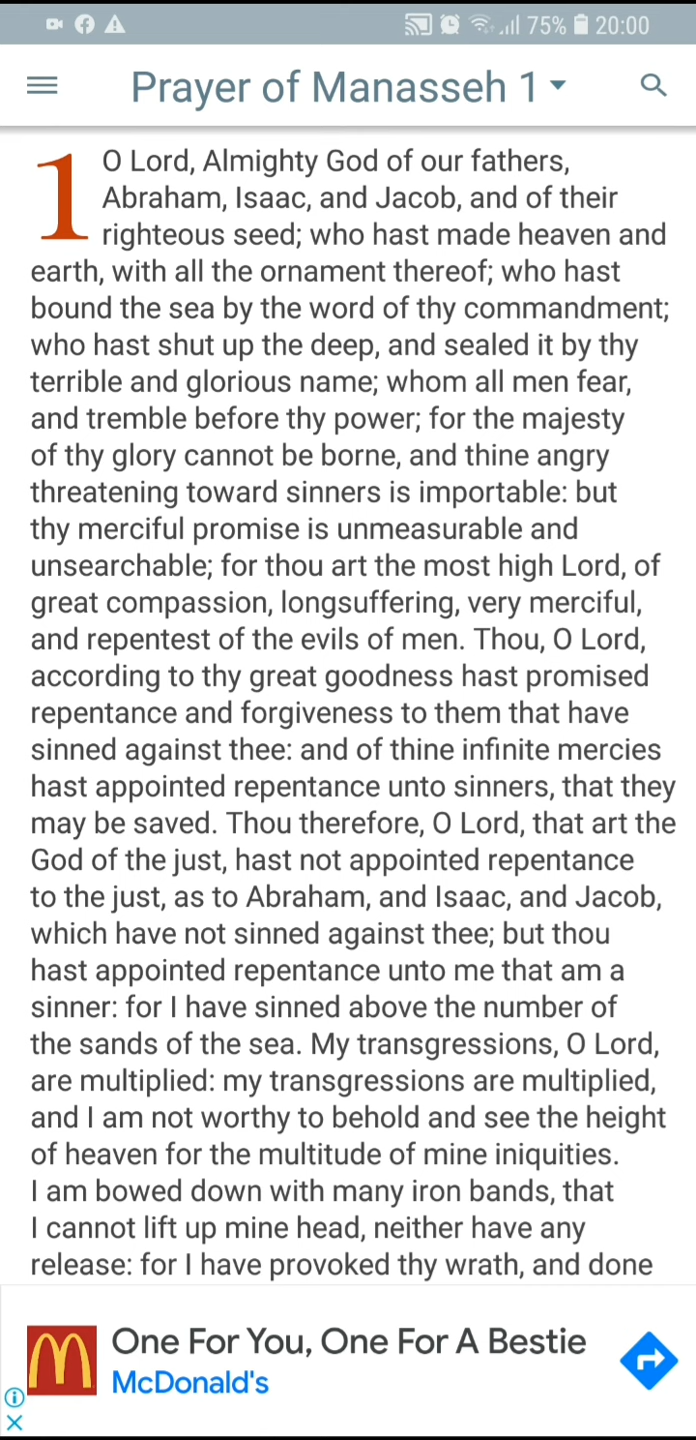 75% 20:00
Prayer of Manasseh 1
1 O Lord, Almighty God of our fathers,
Abraham, Isaac, and Jacob, and of their
righteous seed; who hast made heaven and
earth, with all the ornament thereof; who hast
bound the sea by the word of thy commandment;
who hast shut up the deep, and sealed it by thy
terrible and glorious name; whom all men fear,
and tremble before thy power; for the majesty
of thy glory cannot be borne, and thine angry
threatening toward sinners is importable: but
thy merciful promise is unmeasurable and
unsearchable; for thou art the most high Lord, of
great compassion, longsuffering, very merciful,
and repentest of the evils of men. Thou, O Lord,
according to thy great goodness hast promised
repentance and forgiveness to them that have
sinned against thee: and of thine infinite mercies
hast appointed repentance unto sinners, that they
may be saved. Thou therefore, O Lord, that art the
God of the just, hast not appointed repentance
to the just, as to Abraham, and Isaac, and Jacob,
which have not sinned against thee; but thou
hast appointed repentance unto me that am a
sinner: for I have sinned above the number of
the sands of the sea. My transgressions, O Lord,
are multiplied: my transgressions are multiplied,
and I am not worthy to behold and see the height
of heaven for the multitude of mine iniquities.
I am bowed down with many iron bands, that
I cannot lift up mine head, neither have any
release: for I have provoked thy wrath, and done
One For You, One For A Bestie
McDonald's